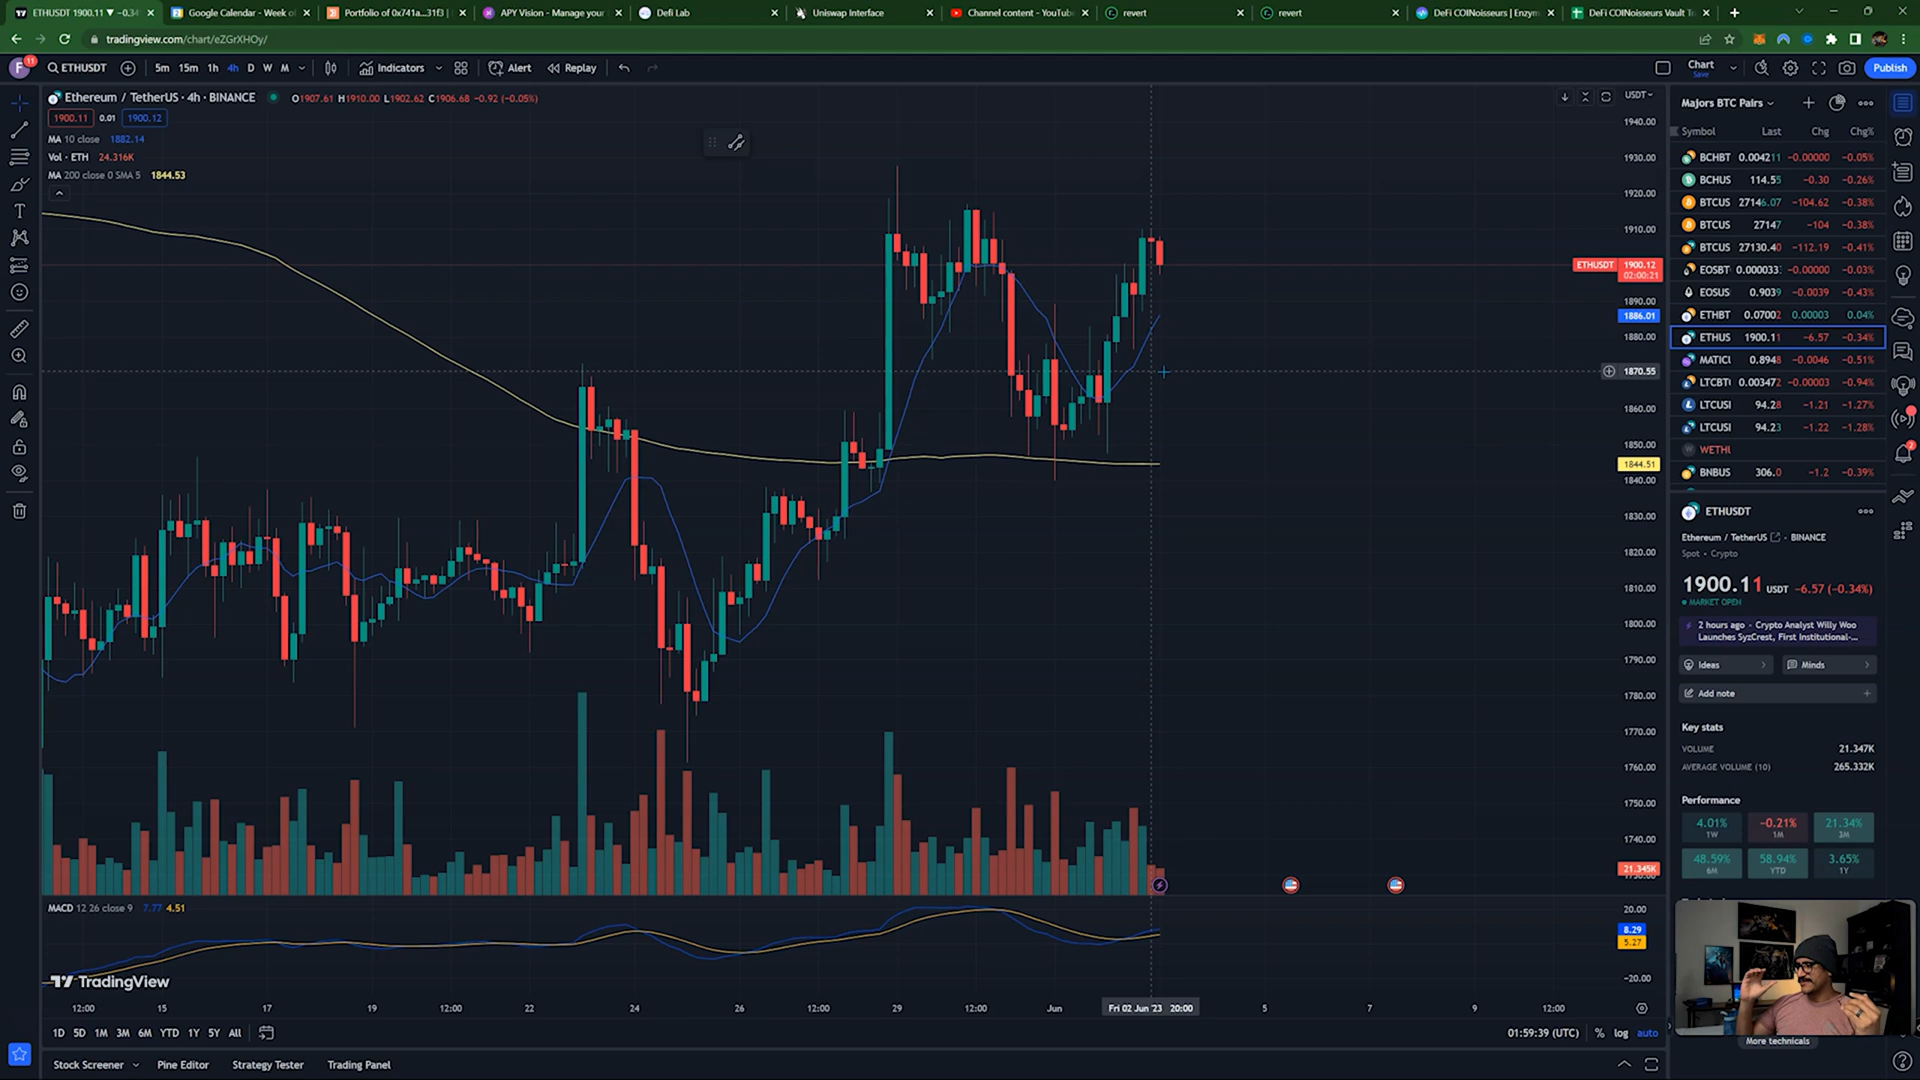 ETHUSDT 1900.11 ▼ −0.34
Google Calendar - Week o
Portfolio of 0x741a...31f3 |
APY Vision - Manage your
Defi Lab
Uniswap Interface
Channel content - YouTube
revert
revert
DeFi COINoisseurs | Enzym
DeFi COINoisseurs Vault Tr
tradingview.com/chart/eZGrXHOy/
F 11 ETHUSDT 5m 15m 1h 4h D W M Indicators Alert Replay Chart Save Publish
Ethereum / TetherUS · 4h · BINANCE O1907.61 H1910.00 L1902.62 C1906.68 −0.92 (−0.05%)
1900.11 0.01 1900.12
MA 10 close 1882.14
Vol · ETH 24.316K
MA 200 close 0 SMA 5 1844.53
USDT
1940.00
1930.00
1920.00
1910.00
ETHUSDT 1900.12
02:00:21
1890.00
1886.01
1880.00
1870.55
1860.00
1850.00
1844.51
1840.00
1830.00
1820.00
1810.00
1800.00
1790.00
1780.00
1770.00
1760.00
1750.00
1740.00
21.345K
MACD 12 26 close 9 7.77 4.51
20.00
8.29
5.27
−20.00
TradingView
12:00 15 17 19 22 24 26 12:00 29 12:00 Jun Fri 02 Jun '23 20:00 5 7 9 12:00
1D 5D 1M 3M 6M YTD 1Y 5Y All
01:59:39 (UTC) % log auto
Stock Screener Pine Editor Strategy Tester Trading Panel
Majors BTC Pairs
Symbol Last Chg Chg%
BCHBT 0.004211 −0.00000 −0.05%
BCHUS 114.55 −0.30 −0.26%
BTCUS 27146.07 −104.62 −0.38%
BTCUS 27147 −104 −0.38%
BTCUS 27130.40 −112.19 −0.41%
EOSBT 0.0000333 −0.00000 −0.03%
EOSUS 0.9039 −0.0039 −0.43%
ETHBT 0.07002 0.00003 0.04%
ETHUS 1900.11 −6.57 −0.34%
MATICU 0.8948 −0.0046 −0.51%
LTCBT 0.003472 −0.00003 −0.94%
LTCUSI 94.28 −1.21 −1.27%
LTCUSI 94.23 −1.22 −1.28%
WETHU
BNBUS 306.0 −1.2 −0.39%
2
ETHUSDT
Ethereum / TetherUS · BINANCE
Spot · Crypto
1900.11 USDT −6.57 (−0.34%)
MARKET OPEN
2 hours ago · Crypto Analyst Willy Woo
Launches SyzCrest, First Institutional-...
Ideas Minds
Add note
Key stats
VOLUME 21.347K
AVERAGE VOLUME (10) 265.332K
Performance
4.01% −0.21% 21.34%
1W 1M 3M
48.59% 58.94% 3.65%
6M YTD 1Y
More technicals